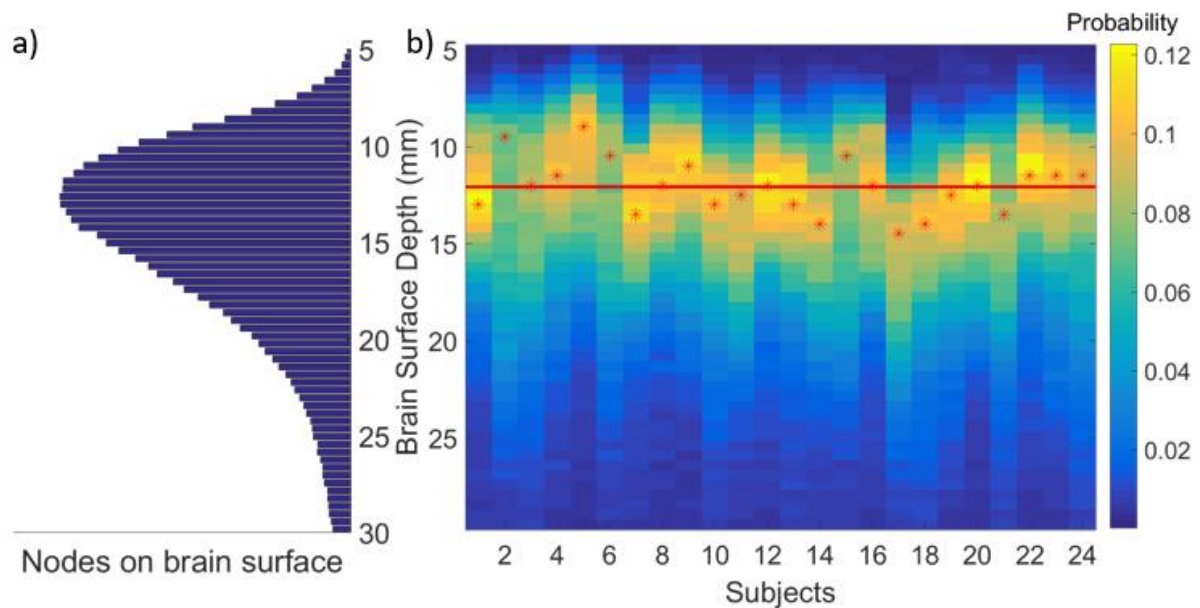 a)
5
10
15
20
25
30
Nodes on brain surface
b)
Probability
Brain Surface Depth (mm)
5
10
15
20
25
2 4 6 8 10 12 14 16 18 20 22 24
Subjects
0.12
0.1
0.08
0.06
0.04
0.02